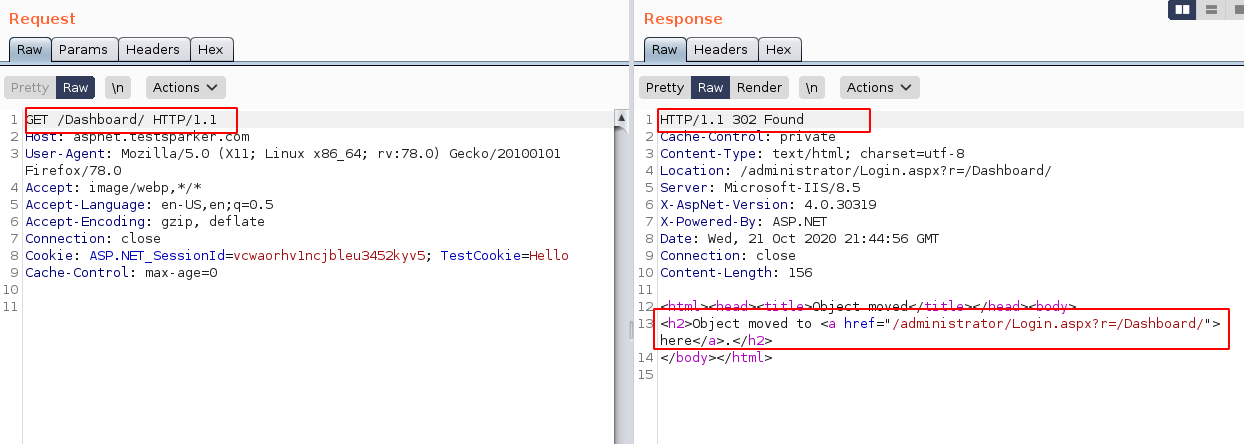 Request
Raw Params Headers Hex
Pretty Raw \n Actions
1 GET /Dashboard/ HTTP/1.1
2 Host: aspnet.testsparker.com
3 User-Agent: Mozilla/5.0 (X11; Linux x86_64; rv:78.0) Gecko/20100101
Firefox/78.0
4 Accept: image/webp,*/*
5 Accept-Language: en-US,en;q=0.5
6 Accept-Encoding: gzip, deflate
7 Connection: close
8 Cookie: ASP.NET_SessionId=vcwaorhv1ncjbleu3452kyv5; TestCookie=Hello
9 Cache-Control: max-age=0
10
11
Response
Raw Headers Hex
Pretty Raw Render \n Actions
1 HTTP/1.1 302 Found
2 Cache-Control: private
3 Content-Type: text/html; charset=utf-8
4 Location: /administrator/Login.aspx?r=/Dashboard/
5 Server: Microsoft-IIS/8.5
6 X-AspNet-Version: 4.0.30319
7 X-Powered-By: ASP.NET
8 Date: Wed, 21 Oct 2020 21:44:56 GMT
9 Connection: close
10 Content-Length: 156
11
12 <html><head><title>Object moved</title></head><body>
13 <h2>Object moved to <a href="/administrator/Login.aspx?r=/Dashboard/">
here</a>.</h2>
14 </body></html>
15